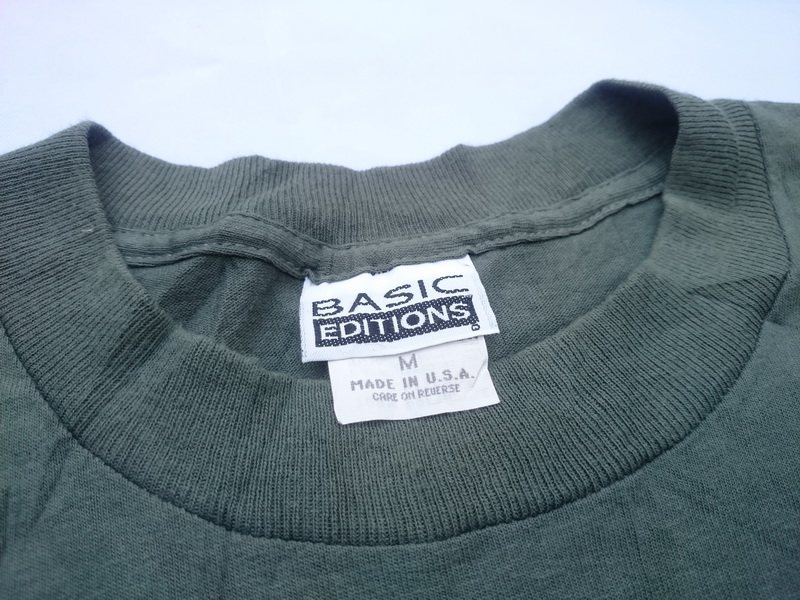 BASIC
EDITIONS
M
MADE IN U.S.A.
CARE ON REVERSE